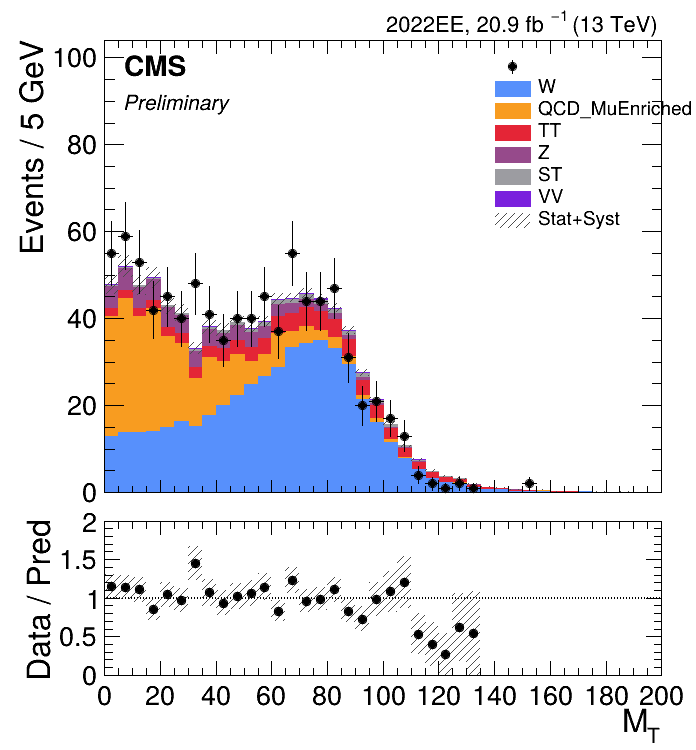 2022EE, 20.9 fb ⁻¹ (13 TeV)
CMS
Preliminary
W
QCD_MuEnriched
TT
Z
ST
VV
Stat+Syst
Events / 5 GeV
100
80
60
40
20
0
Data / Pred
2
1.5
1
0.5
0
0 20 40 60 80 100 120 140 160 180 200
M_T